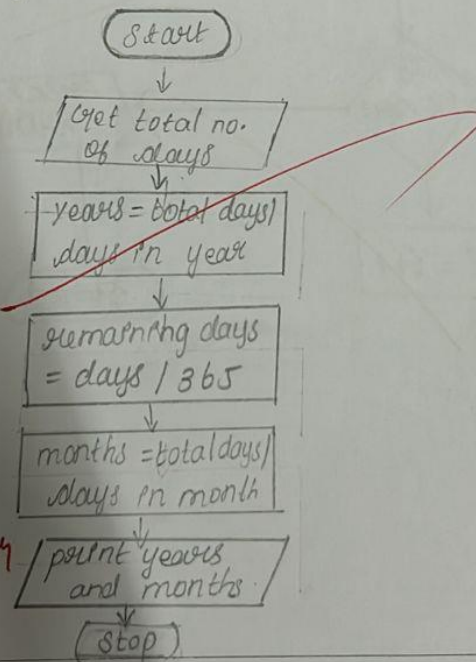 Start
Get total no.
of days
years = total days/
days in year
remaining days
= days / 365
months = total days/
days in month
print years
and months.
Stop